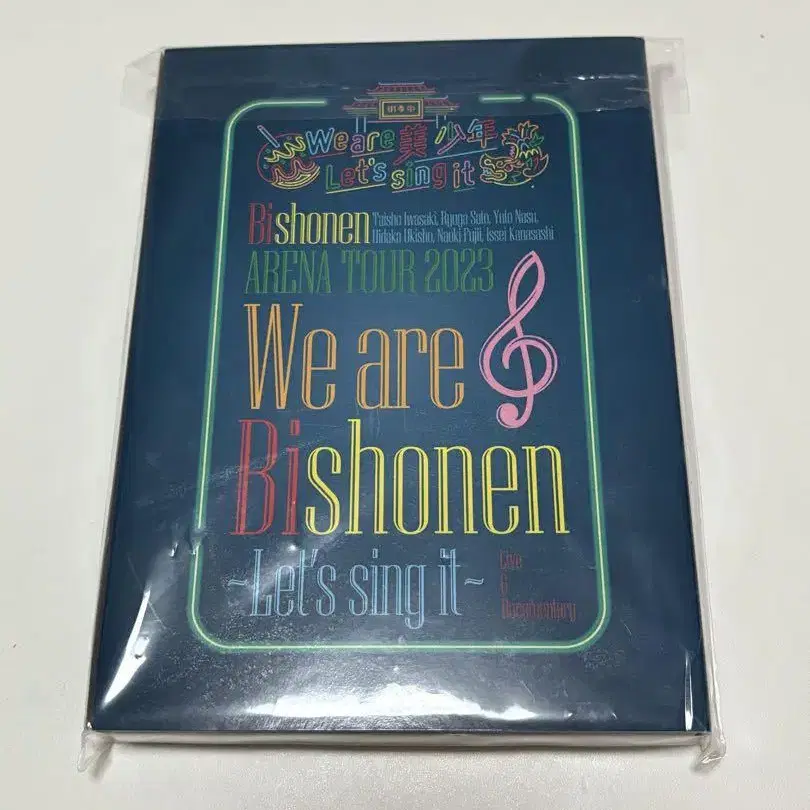 We are 美 少年
Let's sing it
Bishonen Taisho Iwasaki, Ryuga Sato, Yuto Nasu,
Hidaka Ukisho, Naoki Fujii, Issei Kanasashi
ARENA TOUR 2023
We are
Bishonen
~Let's sing it~
Live
&
Documentary